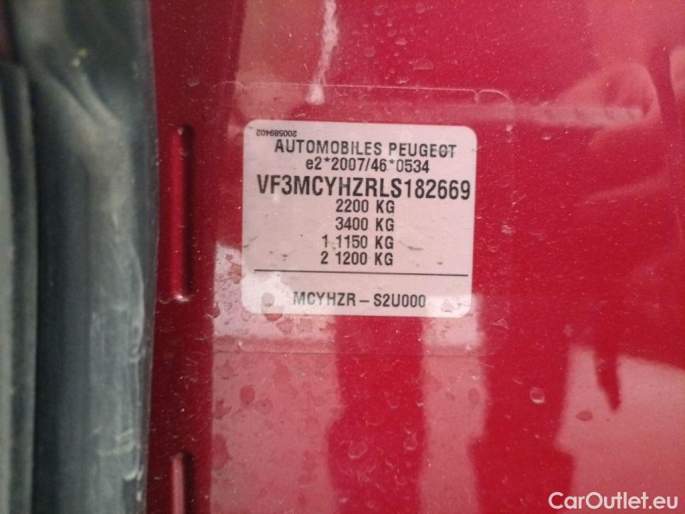 200589402
AUTOMOBILES PEUGEOT
e2*2007/46*0534
VF3MCYHZRLS182669
2200 KG
3400 KG
1 1150 KG
2 1200 KG
MCYHZR – S2U000
CarOutlet.eu